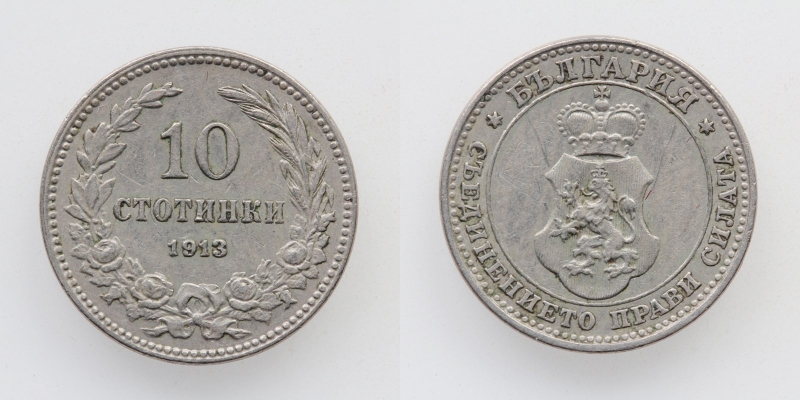 10
СТОТИНКИ
1913
* БЪЛГАРИЯ *
СЪЕДИНЕНИЕТО ПРАВИ СИЛАТА